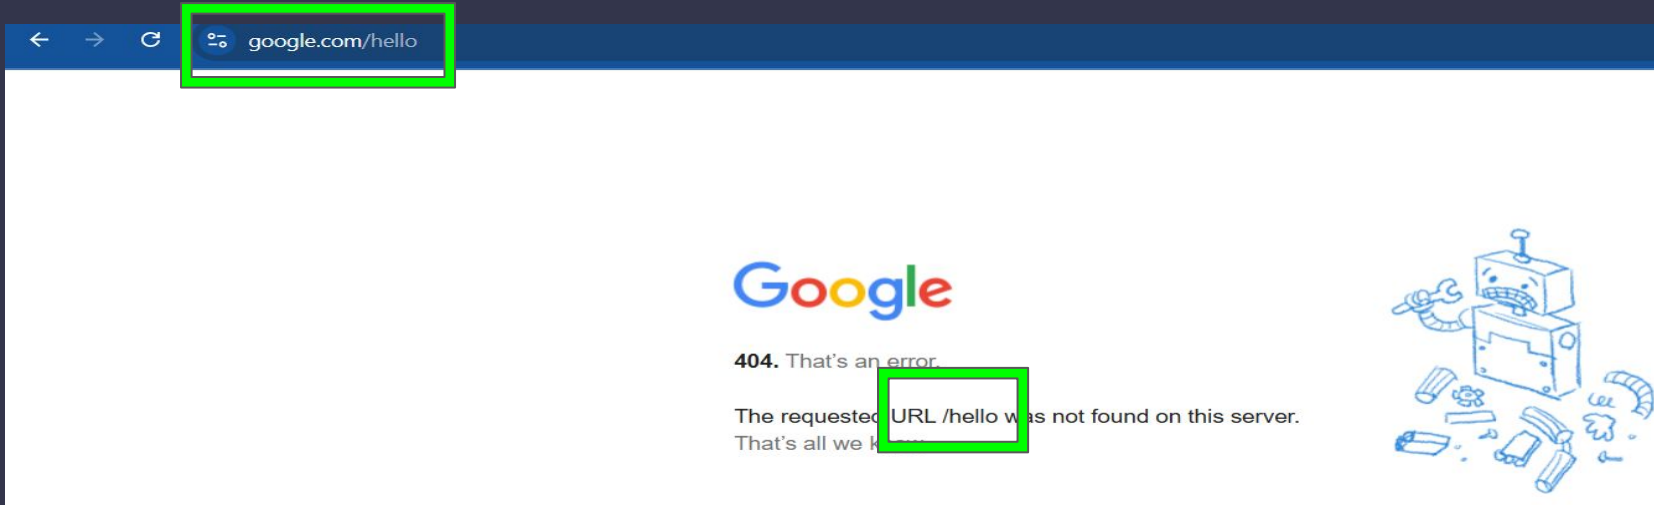 google.com/hello
Google
404. That's an error.
The requested URL /hello was not found on this server.
That's all we know.